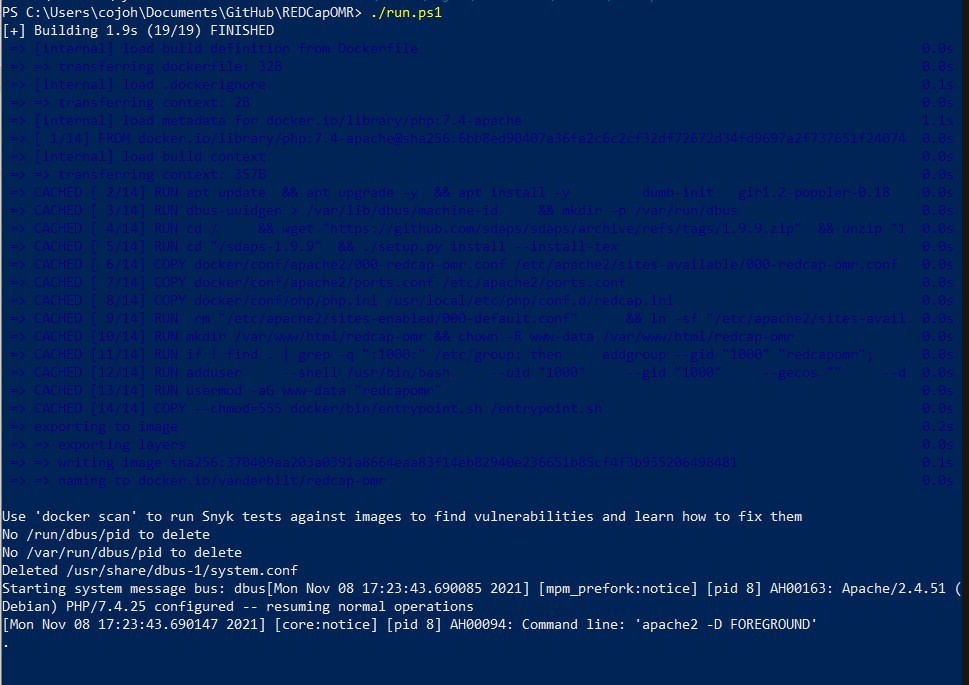 PS C:\Users\cojoh\Documents\GitHub\REDCapOMR> ./run.ps1
[+] Building 1.9s (19/19) FINISHED
=> [internal] load build definition from Dockerfile 0.0s
=> => transferring dockerfile: 32B 0.0s
=> [internal] load .dockerignore 0.1s
=> => transferring context: 2B 0.0s
=> [internal] load metadata for docker.io/library/php:7.4-apache 1.1s
=> [ 1/14] FROM docker.io/library/php:7.4-apache@sha256:6bb8ed90407a36fa2c6c2cf32df72672d34fd9697a2f737651f24074 0.0s
=> [internal] load build context 0.0s
=> => transferring context: 357B 0.0s
=> CACHED [ 2/14] RUN apt update && apt upgrade -y && apt install -y dumb-init gir1.2-poppler-0.18 0.0s
=> CACHED [ 3/14] RUN dbus-uuidgen > /var/lib/dbus/machine-id && mkdir -p /var/run/dbus 0.0s
=> CACHED [ 4/14] RUN cd / && wget "https://github.com/sdaps/sdaps/archive/refs/tags/1.9.9.zip" && unzip "1 0.0s
=> CACHED [ 5/14] RUN cd "/sdaps-1.9.9" && ./setup.py install --install-tex 0.0s
=> CACHED [ 6/14] COPY docker/conf/apache2/000-redcap-omr.conf /etc/apache2/sites-available/000-redcap-omr.conf 0.0s
=> CACHED [ 7/14] COPY docker/conf/apache2/ports.conf /etc/apache2/ports.conf 0.0s
=> CACHED [ 8/14] COPY docker/conf/php/php.ini /usr/local/etc/php/conf.d/redcap.ini 0.0s
=> CACHED [ 9/14] RUN rm "/etc/apache2/sites-enabled/000-default.conf" && ln -sf "/etc/apache2/sites-avail 0.0s
=> CACHED [10/14] RUN mkdir /var/www/html/redcap-omr && chown -R www-data /var/www/html/redcap-omr 0.0s
=> CACHED [11/14] RUN if ! find . | grep -q ":1000:" /etc/group; then addgroup --gid "1000" "redcapomr"; 0.0s
=> CACHED [12/14] RUN adduser --shell /usr/bin/bash --uid "1000" --gid "1000" --gecos "" --d 0.0s
=> CACHED [13/14] RUN usermod -aG www-data "redcapomr" 0.0s
=> CACHED [14/14] COPY --chmod=555 docker/bin/entrypoint.sh /entrypoint.sh 0.0s
=> exporting to image 0.2s
=> => exporting layers 0.0s
=> => writing image sha256:370409aa203a0391a8664eaa83f14eb82940e236651b85cf4f3b935206498481 0.1s
=> => naming to docker.io/vanderbilt/redcap-omr 0.0s
Use 'docker scan' to run Snyk tests against images to find vulnerabilities and learn how to fix them
No /run/dbus/pid to delete
No /var/run/dbus/pid to delete
Deleted /usr/share/dbus-1/system.conf
Starting system message bus: dbus[Mon Nov 08 17:23:43.690085 2021] [mpm_prefork:notice] [pid 8] AH00163: Apache/2.4.51 (
Debian) PHP/7.4.25 configured -- resuming normal operations
[Mon Nov 08 17:23:43.690147 2021] [core:notice] [pid 8] AH00094: Command line: 'apache2 -D FOREGROUND'
.